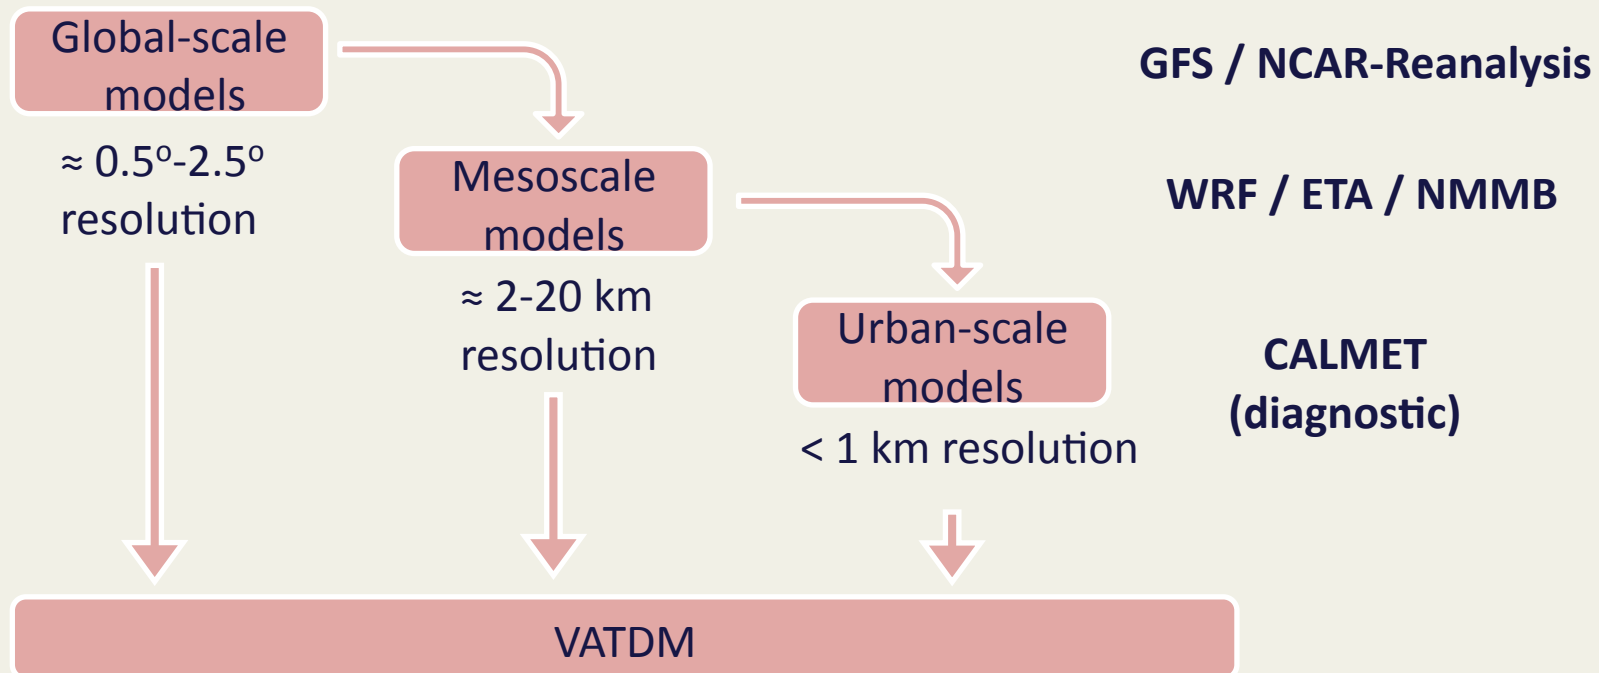 Global-scale
models
GFS / NCAR-Reanalysis
≈ 0.5º-2.5º
resolution
Mesoscale
models
WRF / ETA / NMMB
≈ 2-20 km
resolution
Urban-scale
models
CALMET
(diagnostic)
< 1 km resolution
VATDM